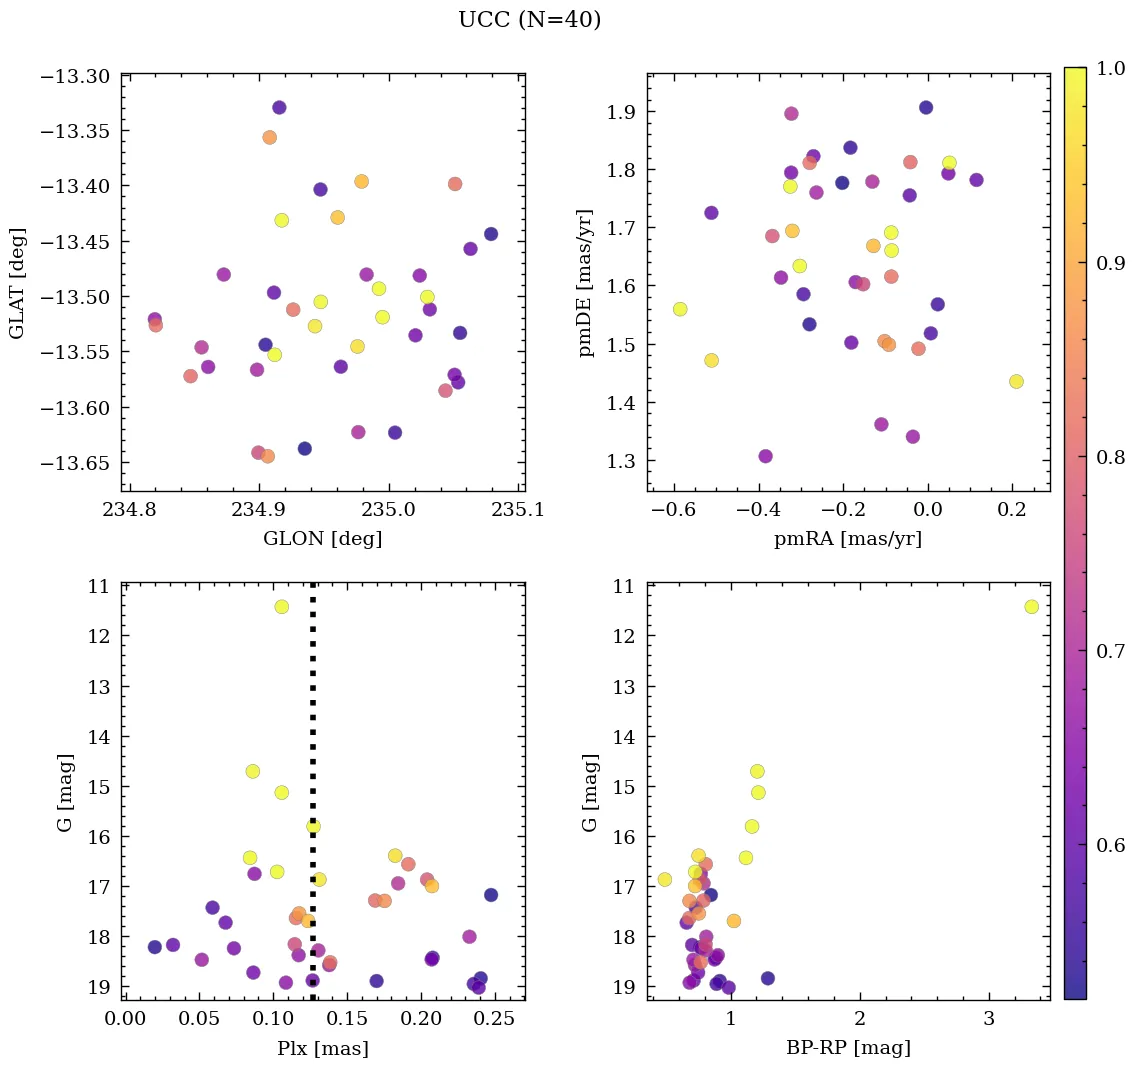 UCC (N=40)
−13.30
−13.35
−13.40
−13.45
−13.50
−13.55
−13.60
−13.65
GLAT [deg]
234.8 234.9 235.0 235.1
GLON [deg]
1.9
1.8
1.7
1.6
1.5
1.4
1.3
pmDE [mas/yr]
−0.6 −0.4 −0.2 0.0 0.2
pmRA [mas/yr]
1.0
0.9
0.8
0.7
0.6
11
12
13
14
15
16
17
18
19
G [mag]
0.00 0.05 0.10 0.15 0.20 0.25
Plx [mas]
11
12
13
14
15
16
17
18
19
G [mag]
1 2 3
BP-RP [mag]